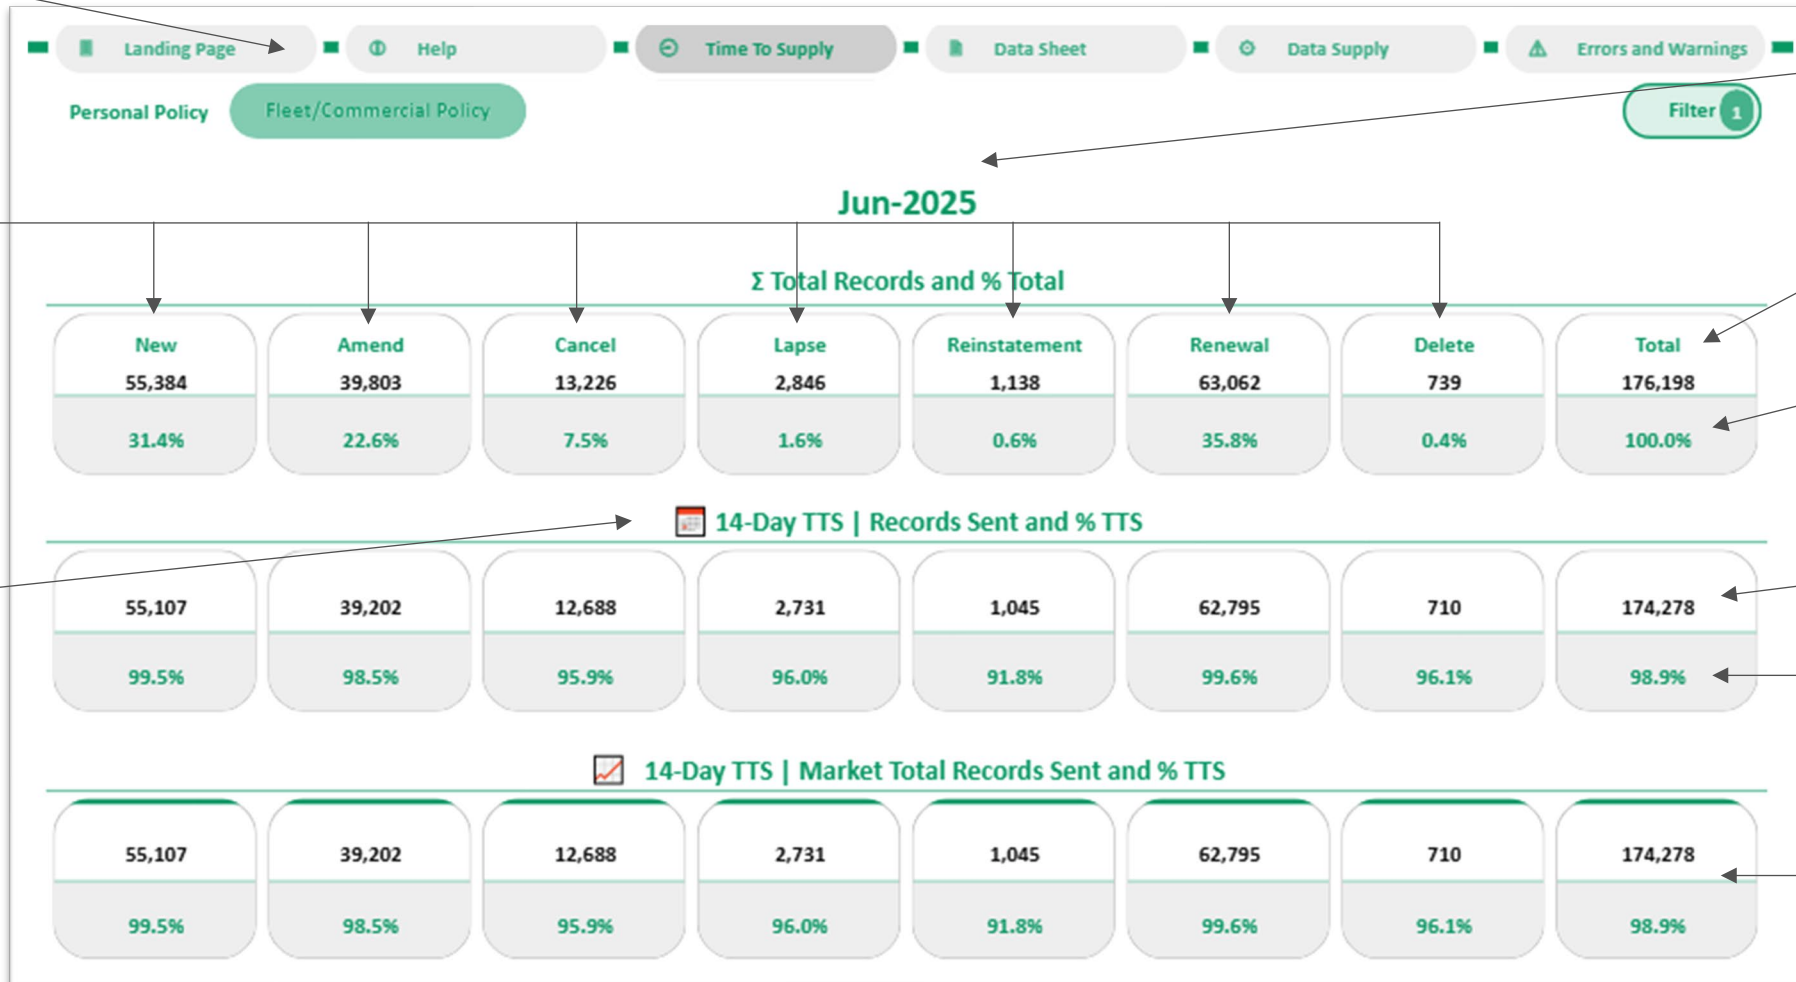 Landing Page Help Time To Supply Data Sheet Data Supply Errors and Warnings
Personal Policy Fleet/Commercial Policy Filter 1
Jun-2025
Σ Total Records and % Total
New Amend Cancel Lapse Reinstatement Renewal Delete Total
55,384 39,803 13,226 2,846 1,138 63,062 739 176,198
31.4% 22.6% 7.5% 1.6% 0.6% 35.8% 0.4% 100.0%
14-Day TTS | Records Sent and % TTS
55,107 39,202 12,688 2,731 1,045 62,795 710 174,278
99.5% 98.5% 95.9% 96.0% 91.8% 99.6% 96.1% 98.9%
14-Day TTS | Market Total Records Sent and % TTS
55,107 39,202 12,688 2,731 1,045 62,795 710 174,278
99.5% 98.5% 95.9% 96.0% 91.8% 99.6% 96.1% 98.9%